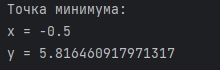 Точка минимума:
x = -0.5
y = 5.816460917971317